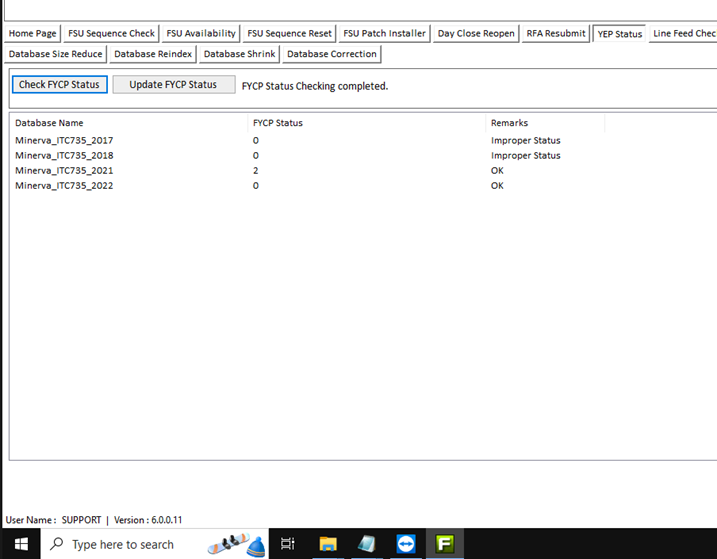 Home Page FSU Sequence Check FSU Availability FSU Sequence Reset FSU Patch Installer Day Close Reopen RFA Resubmit YEP Status Line Feed Chec
Database Size Reduce Database Reindex Database Shrink Database Correction
Check FYCP Status Update FYCP Status FYCP Status Checking completed.
Database Name FYCP Status Remarks
Minerva_ITC735_2017 0 Improper Status
Minerva_ITC735_2018 0 Improper Status
Minerva_ITC735_2021 2 OK
Minerva_ITC735_2022 0 OK
User Name : SUPPORT | Version : 6.0.0.11
Type here to search
F